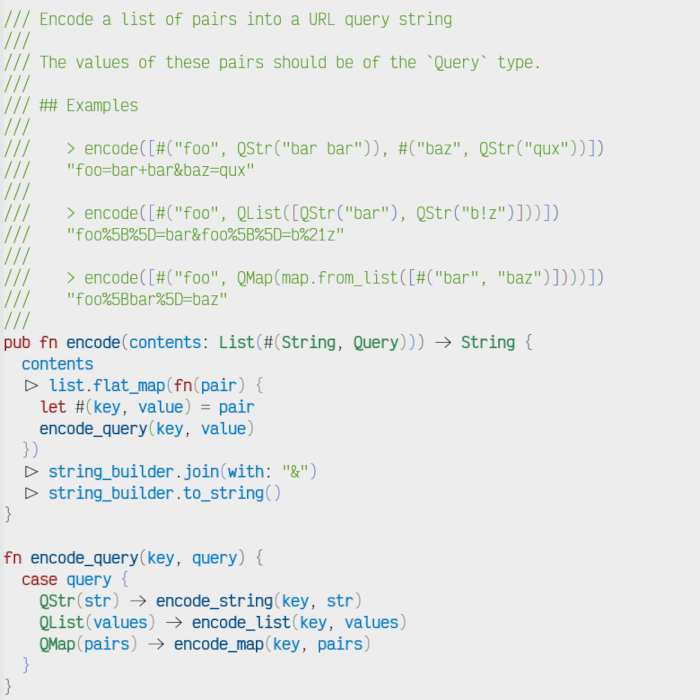 /// Encode a list of pairs into a URL query string
///
/// The values of these pairs should be of the `Query` type.
///
/// ## Examples
///
///     > encode([#("foo", QStr("bar bar")), #("baz", QStr("qux"))])
///     "foo=bar+bar&baz=qux"
///
///     > encode([#("foo", QList([QStr("bar"), QStr("b!z")]))])
///     "foo%5B%5D=bar&foo%5B%5D=b%21z"
///
///     > encode([#("foo", QMap(map.from_list([#("bar", "baz")])))])
///     "foo%5Bbar%5D=baz"
///
pub fn encode(contents: List(#(String, Query))) → String {
  contents
  ▷ list.flat_map(fn(pair) {
    let #(key, value) = pair
    encode_query(key, value)
  })
  ▷ string_builder.join(with: "&")
  ▷ string_builder.to_string()
}

fn encode_query(key, query) {
  case query {
    QStr(str) → encode_string(key, str)
    QList(values) → encode_list(key, values)
    QMap(pairs) → encode_map(key, pairs)
  }
}